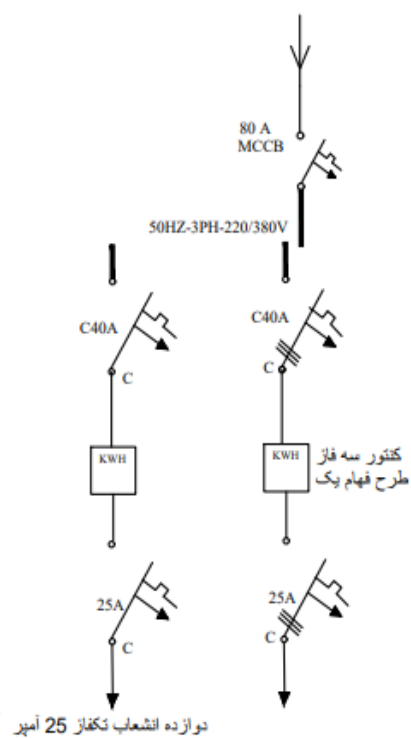 80 A
MCCB
50HZ-3PH-220/380V
C40A
C40A
C
C
KWH
KWH
کنتور سه فاز
طرح فهام یک
25A
25A
C
C
دوازده انشعاب تکفاز 25 آمپر